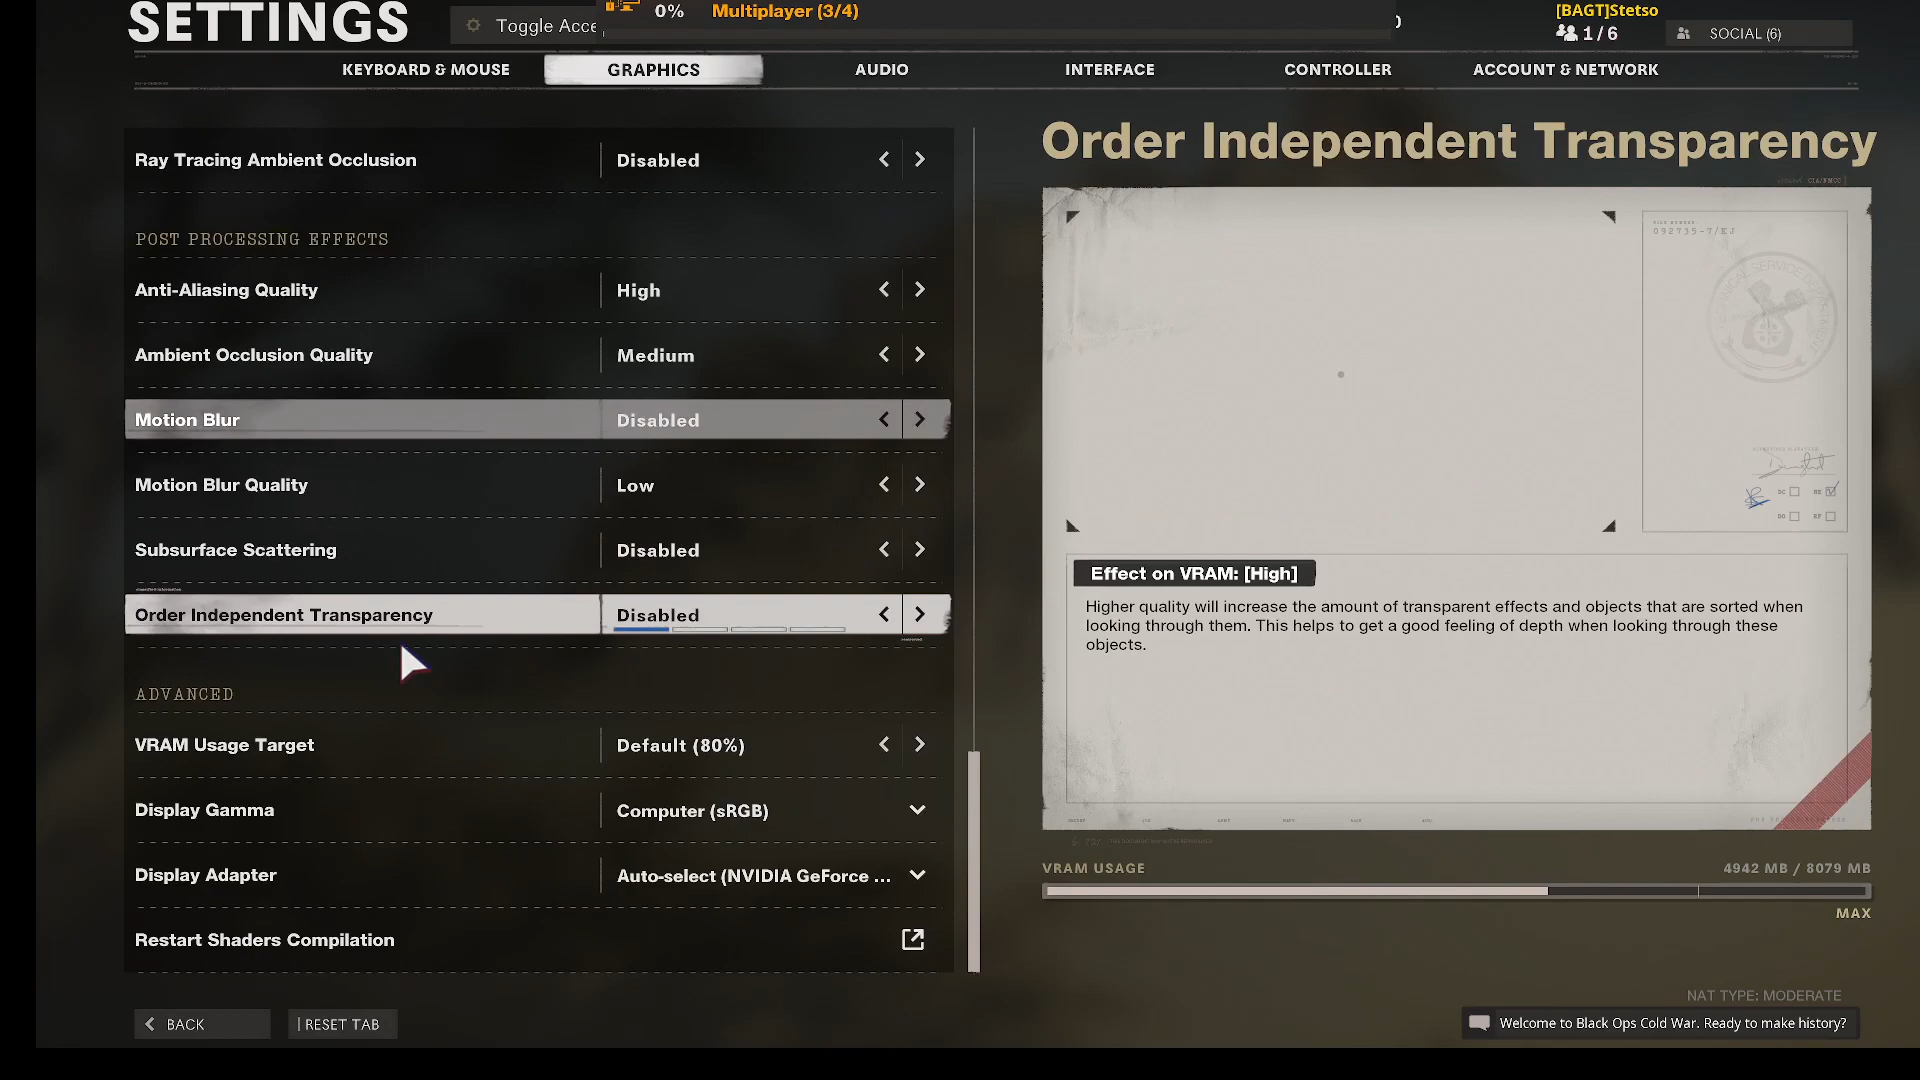 SETTINGS
Toggle Acce
0%
Multiplayer (3/4)
[BAGT]Stetso
1 / 6
SOCIAL (6)
KEYBOARD & MOUSE
GRAPHICS
AUDIO
INTERFACE
CONTROLLER
ACCOUNT & NETWORK
Ray Tracing Ambient Occlusion
Disabled
POST PROCESSING EFFECTS
Anti-Aliasing Quality
High
Ambient Occlusion Quality
Medium
Motion Blur
Disabled
Motion Blur Quality
Low
Subsurface Scattering
Disabled
Order Independent Transparency
Disabled
ADVANCED
VRAM Usage Target
Default (80%)
Display Gamma
Computer (sRGB)
Display Adapter
Auto-select (NVIDIA GeForce ...
Restart Shaders Compilation
BACK
RESET TAB
Order Independent Transparency
092735-7/EJ
Effect on VRAM: [High]
Higher quality will increase the amount of transparent effects and objects that are sorted when
looking through them. This helps to get a good feeling of depth when looking through these
objects.
VRAM USAGE
4942 MB / 8079 MB
MAX
NAT TYPE: MODERATE
Welcome to Black Ops Cold War. Ready to make history?